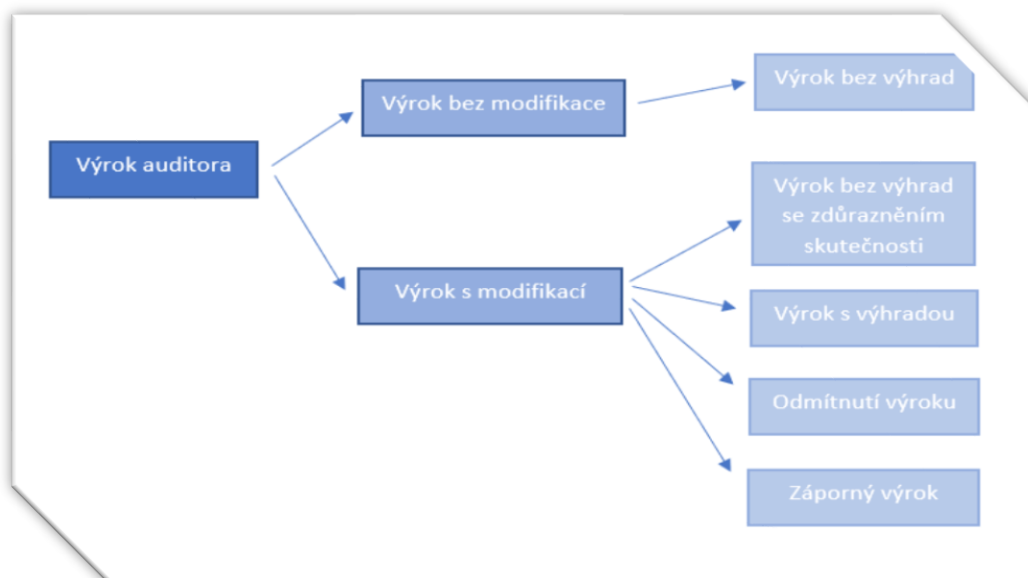 Výrok auditora
Výrok bez modifikace
Výrok bez výhrad
Výrok s modifikací
Výrok bez výhrad
se zdůrazněním
skutečnosti
Výrok s výhradou
Odmítnutí výroku
Záporný výrok